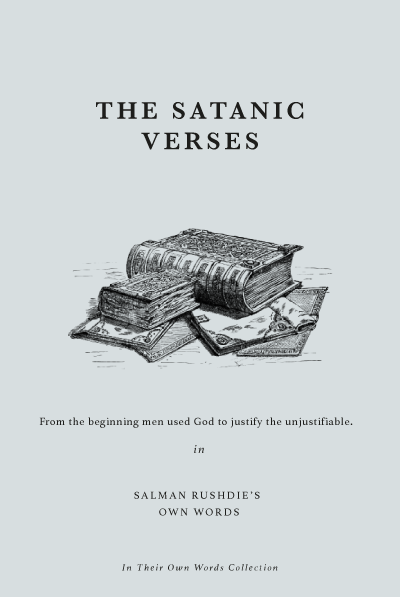 THE SATANIC
VERSES
From the beginning men used God to justify the unjustifiable.
in
SALMAN RUSHDIE'S
OWN WORDS
In Their Own Words Collection